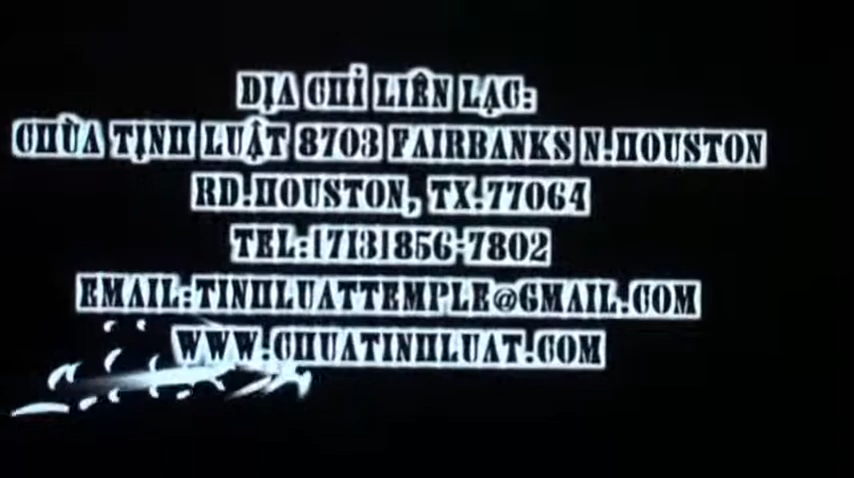 ĐỊA CHỈ LIÊN LẠC:
CHÙA TỊNH LUẬT 8703 FAIRBANKS N.HOUSTON
RD.HOUSTON, TX.77064
TEL:[713]856-7802
EMAIL:TINHLUATTEMPLE@GMAIL.COM
WWW.CHUATINHLUAT.COM